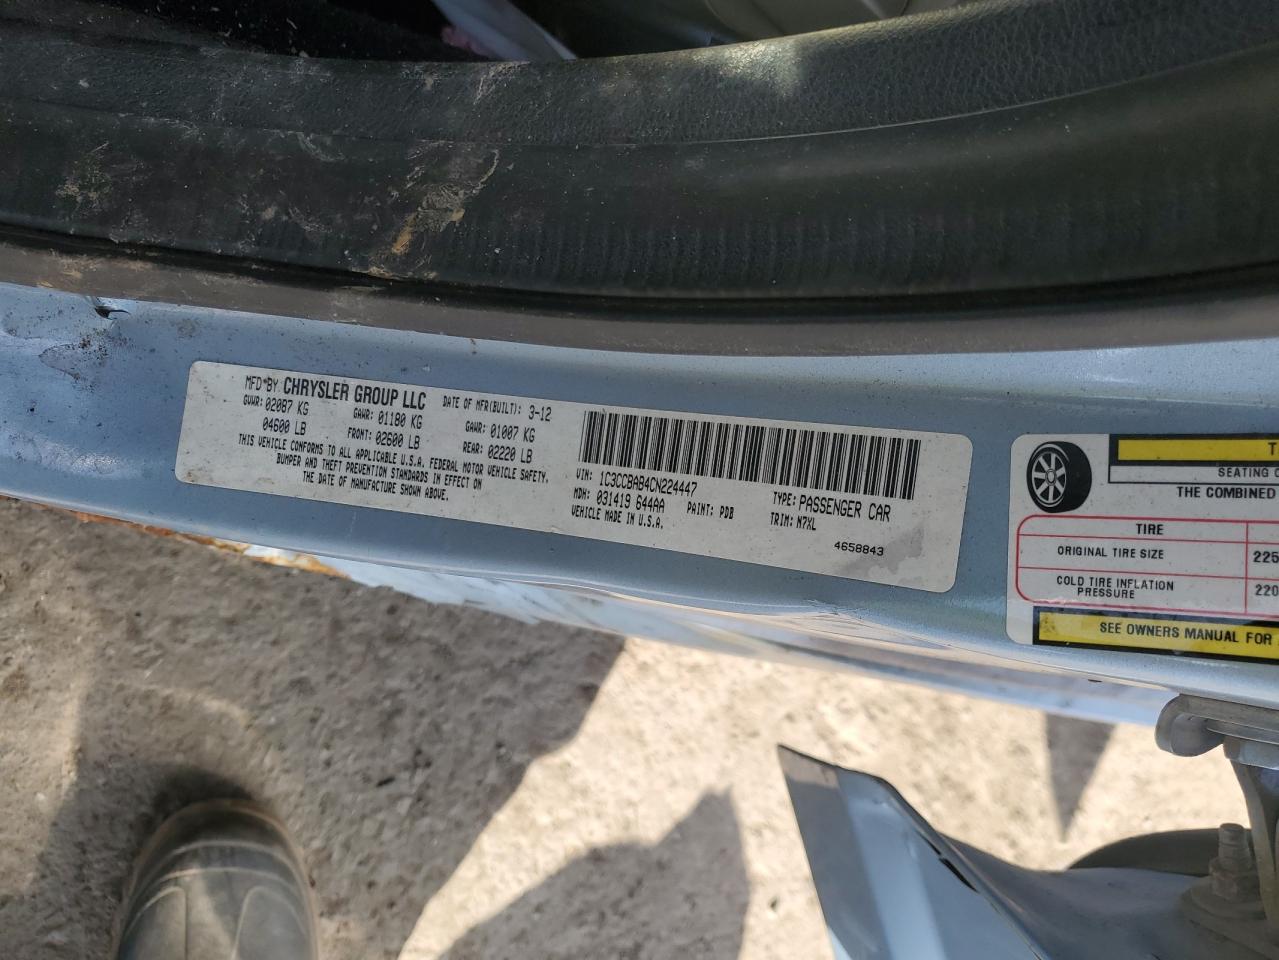 MFD BY CHRYSLER GROUP LLC DATE OF MFR(BUILT): 3-12
GVWR: 02087 KG GAWR: 01180 KG GAWR: 01007 KG
04600 LB FRONT: 02600 LB REAR: 02220 LB
THIS VEHICLE CONFORMS TO ALL APPLICABLE U.S.A. FEDERAL MOTOR VEHICLE SAFETY,
BUMPER AND THEFT PREVENTION STANDARDS IN EFFECT ON
THE DATE OF MANUFACTURE SHOWN ABOVE.
VIN: 1C3CCBAB4CN224447 TYPE: PASSENGER CAR
MDH: 031419 644AA PAINT: PDB TRIM: N7XL
VEHICLE MADE IN U.S.A.
4658843
T
SEATING
THE COMBINED
TIRE
ORIGINAL TIRE SIZE 225
COLD TIRE INFLATION
PRESSURE 220
SEE OWNERS MANUAL FOR